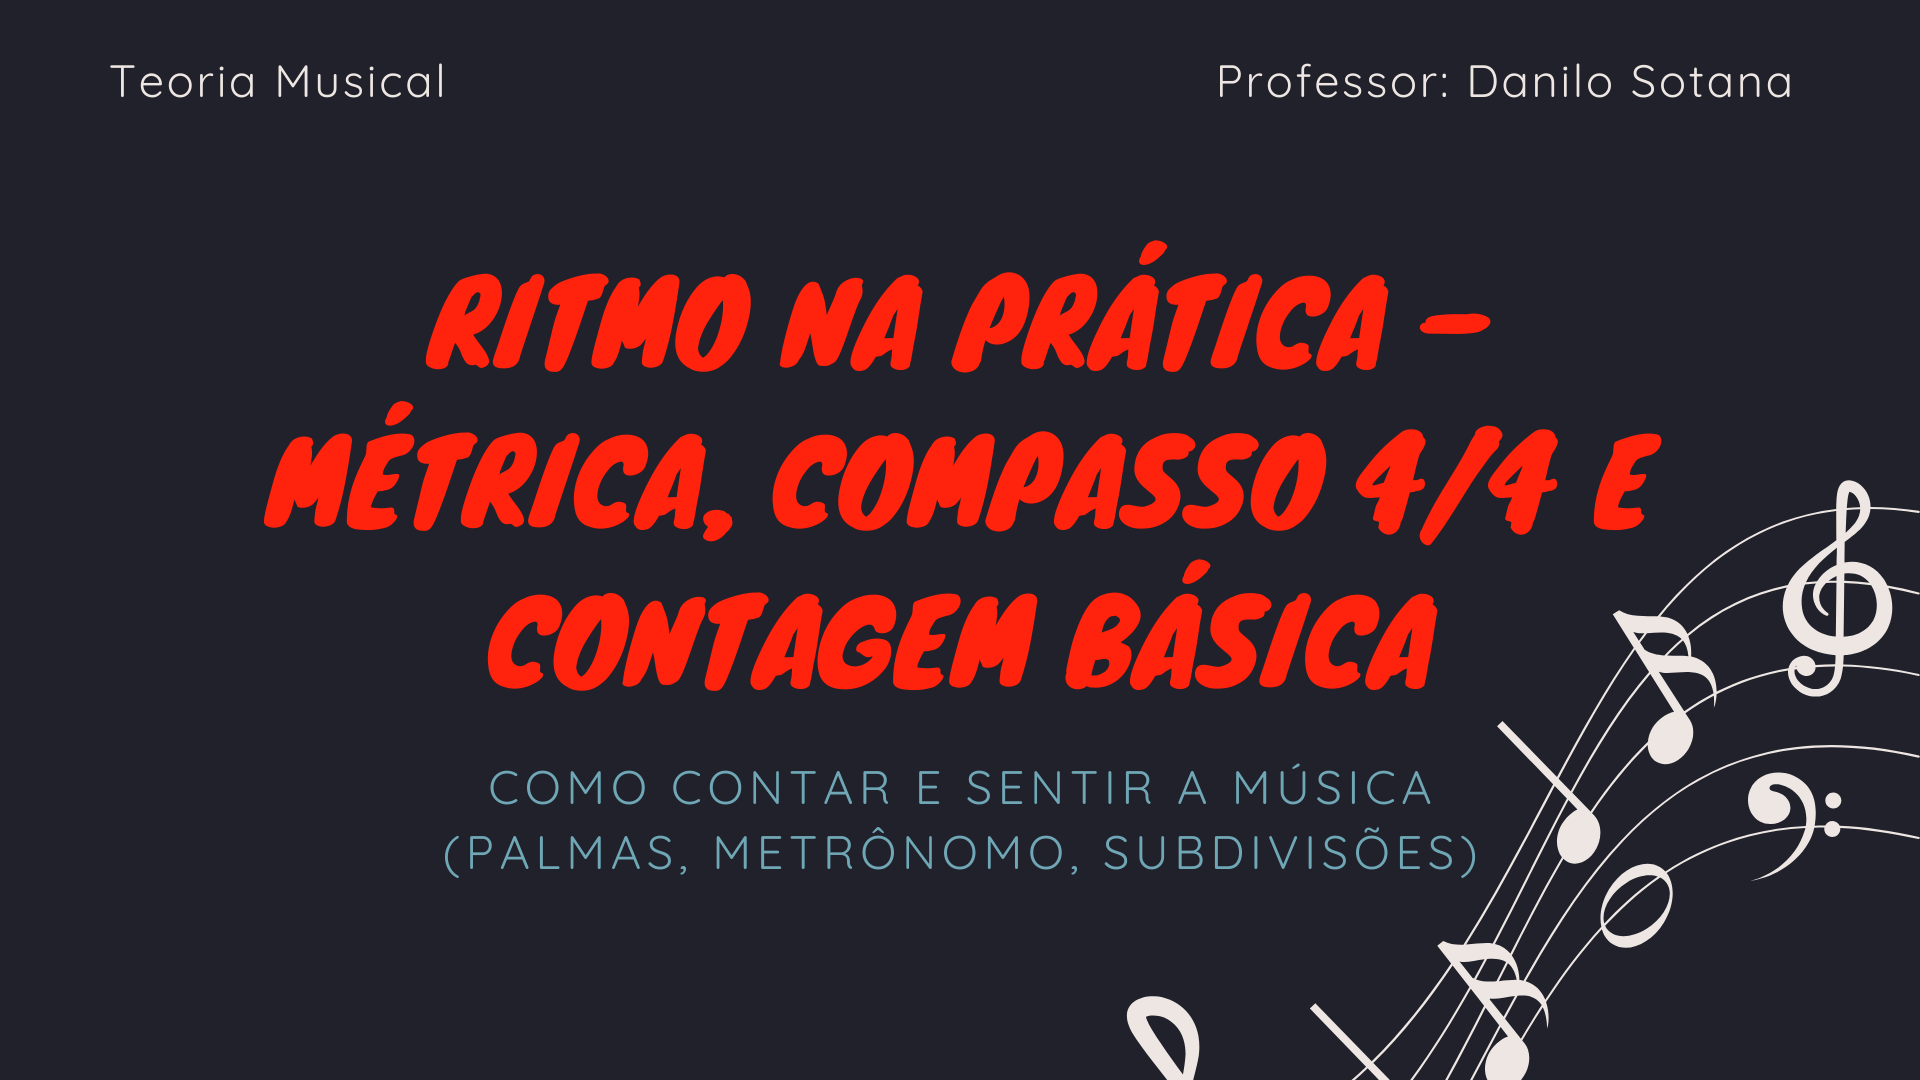 Teoria Musical
Professor: Danilo Sotana
RITMO NA PRÁTICA –
MÉTRICA, COMPASSO 4/4 E
CONTAGEM BÁSICA
COMO CONTAR E SENTIR A MÚSICA
(PALMAS, METRÔNOMO, SUBDIVISÕES)